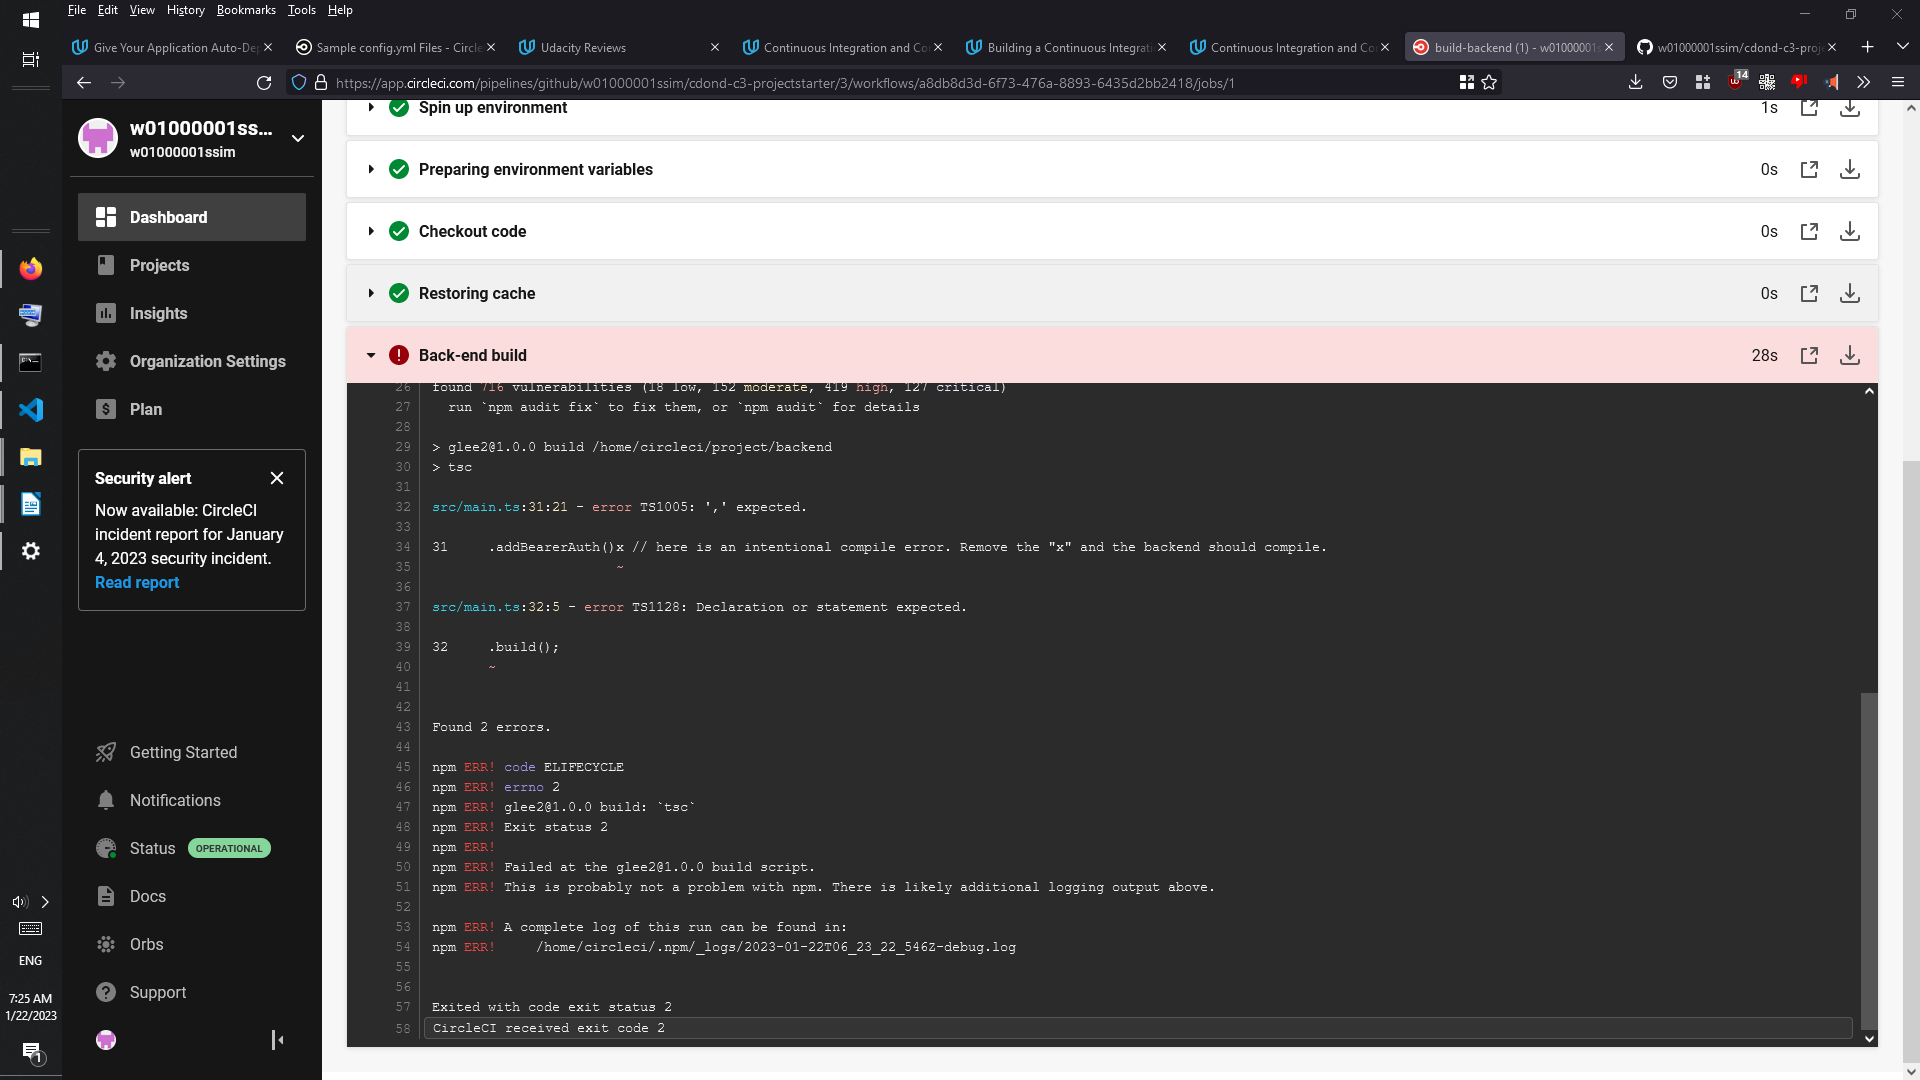 File Edit View History Bookmarks Tools Help
Give Your Application Auto-De
Sample config.yml Files - Circle
Udacity Reviews
Continuous Integration and Co
Building a Continuous Integrati
Continuous Integration and Co
build-backend (1) - w01000001s
w01000001ssim/cdond-c3-proje
https://app.circleci.com/pipelines/github/w01000001ssim/cdond-c3-projectstarter/3/workflows/a8db8d3d-6f73-476a-8893-6435d2bb2418/jobs/1
14
w01000001ss...
w01000001ssim
Dashboard
Projects
Insights
Organization Settings
Plan
Security alert
Now available: CircleCI
incident report for January
4, 2023 security incident.
Read report
Getting Started
Notifications
Status OPERATIONAL
Docs
Orbs
Support
ENG
7:25 AM
1/22/2023
1
Spin up environment 1s
Preparing environment variables 0s
Checkout code 0s
Restoring cache 0s
Back-end build 28s
26 found 716 vulnerabilities (18 low, 152 moderate, 419 high, 127 critical)
27 run `npm audit fix` to fix them, or `npm audit` for details
28
29 > glee2@1.0.0 build /home/circleci/project/backend
30 > tsc
31
32 src/main.ts:31:21 - error TS1005: ',' expected.
33
34 31 .addBearerAuth()x // here is an intentional compile error. Remove the "x" and the backend should compile.
35 ~
36
37 src/main.ts:32:5 - error TS1128: Declaration or statement expected.
38
39 32 .build();
40 ~
41
42
43 Found 2 errors.
44
45 npm ERR! code ELIFECYCLE
46 npm ERR! errno 2
47 npm ERR! glee2@1.0.0 build: `tsc`
48 npm ERR! Exit status 2
49 npm ERR!
50 npm ERR! Failed at the glee2@1.0.0 build script.
51 npm ERR! This is probably not a problem with npm. There is likely additional logging output above.
52
53 npm ERR! A complete log of this run can be found in:
54 npm ERR! /home/circleci/.npm/_logs/2023-01-22T06_23_22_546Z-debug.log
55
56
57 Exited with code exit status 2
58 CircleCI received exit code 2